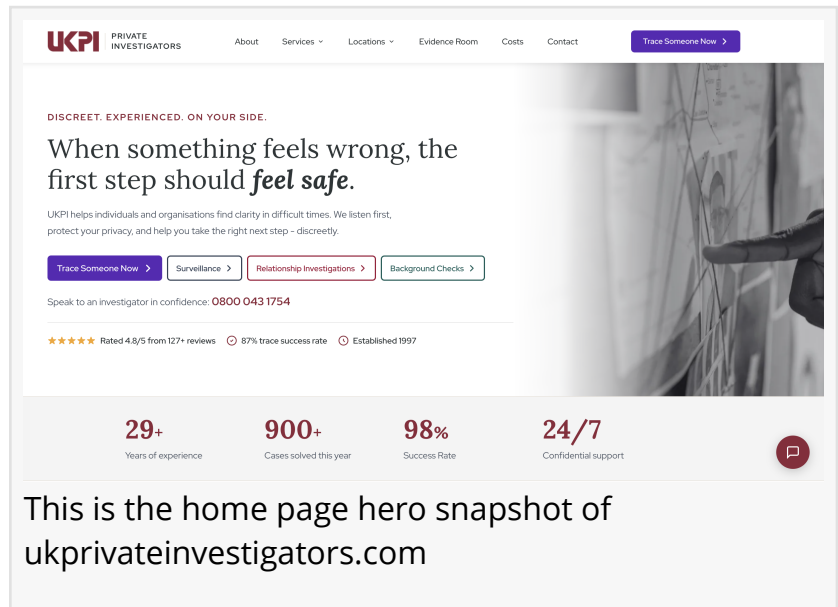 UKPI PRIVATE INVESTIGATORS
About Services Locations Evidence Room Costs Contact Trace Someone Now
DISCREET. EXPERIENCED. ON YOUR SIDE.
When something feels wrong, the
first step should feel safe.
UKPI helps individuals and organisations find clarity in difficult times. We listen first,
protect your privacy, and help you take the right next step - discreetly.
Trace Someone Now Surveillance Relationship Investigations Background Checks
Speak to an investigator in confidence: 0800 043 1754
Rated 4.8/5 from 127+ reviews 87% trace success rate Established 1997
29+ 900+ 98% 24/7
Years of experience Cases solved this year Success Rate Confidential support
This is the home page hero snapshot of
ukprivateinvestigators.com